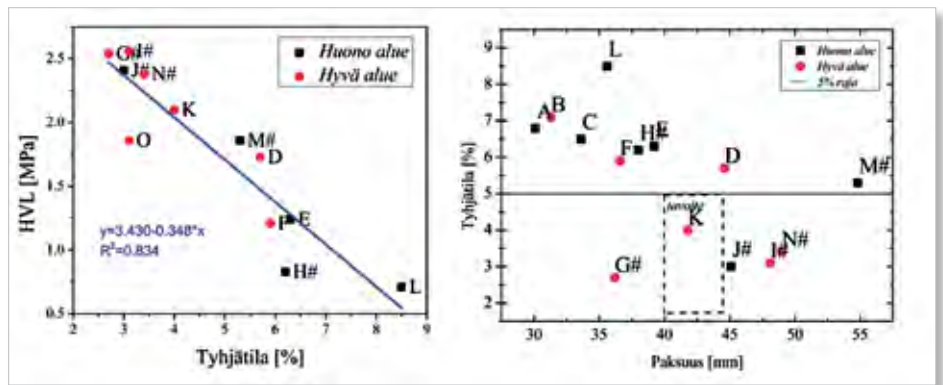 HVL [MPa]
2.5
2.0
1.5
1.0
0.5
G#
I#
J#
N#
K
O
M#
D
E
F
H#
L
Huono alue
Hyvä alue
y=3.430-0.348*x
R²=0.834
2 3 4 5 6 7 8 9
Tyhjätila [%]
Tyhjätila [%]
9
8
7
6
5
4
3
2
L
A
B
C
F
H#
E
D
M#
tavoite
K
G#
J#
I#
N#
Huono alue
Hyvä alue
5% raja
30 35 40 45 50 55
Paksuus [mm]